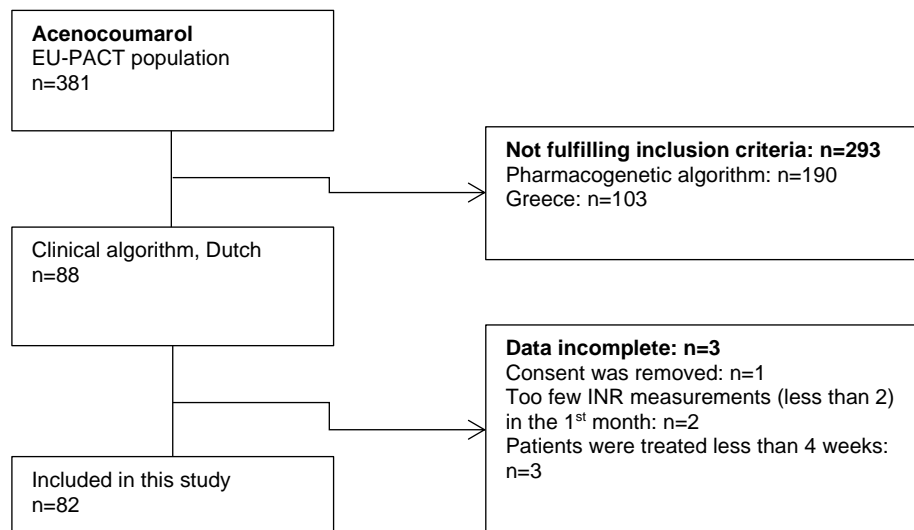 Acenocoumarol
EU-PACT population
n=381
Not fulfilling inclusion criteria: n=293
Pharmacogenetic algorithm: n=190
Greece: n=103
Clinical algorithm, Dutch
n=88
Data incomplete: n=3
Consent was removed: n=1
Too few INR measurements (less than 2)
in the 1st month: n=2
Patients were treated less than 4 weeks:
n=3
Included in this study
n=82